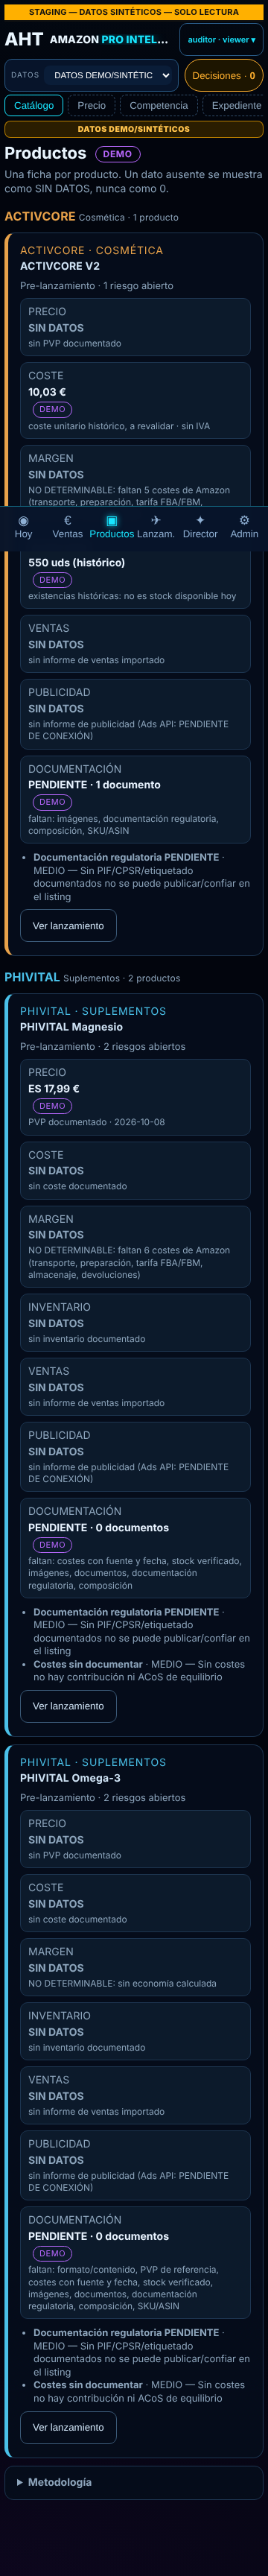 STAGING — DATOS SINTÉTICOS — SOLO LECTURA
AHT AMAZON PRO INTEL...
auditor · viewer ▾
DATOS DATOS DEMO/SINTÉTIC
Decisiones · 0
Catálogo Precio Competencia Expediente
DATOS DEMO/SINTÉTICOS
Productos DEMO
Una ficha por producto. Un dato ausente se muestra
como SIN DATOS, nunca como 0.
ACTIVCORE Cosmética · 1 producto
ACTIVCORE · COSMÉTICA
ACTIVCORE V2
Pre-lanzamiento · 1 riesgo abierto
PRECIO
SIN DATOS
sin PVP documentado
COSTE
10,03 €
DEMO
coste unitario histórico, a revalidar · sin IVA
MARGEN
SIN DATOS
NO DETERMINABLE: faltan 5 costes de Amazon
(transporte, preparación, tarifa FBA/FBM,
Hoy Ventas Productos Lanzam. Director Admin
550 uds (histórico)
DEMO
existencias históricas: no es stock disponible hoy
VENTAS
SIN DATOS
sin informe de ventas importado
PUBLICIDAD
SIN DATOS
sin informe de publicidad (Ads API: PENDIENTE
DE CONEXIÓN)
DOCUMENTACIÓN
PENDIENTE · 1 documento
DEMO
faltan: imágenes, documentación regulatoria,
composición, SKU/ASIN
• Documentación regulatoria PENDIENTE ·
MEDIO — Sin PIF/CPSR/etiquetado
documentados no se puede publicar/confiar en
el listing
Ver lanzamiento
PHIVITAL Suplementos · 2 productos
PHIVITAL · SUPLEMENTOS
PHIVITAL Magnesio
Pre-lanzamiento · 2 riesgos abiertos
PRECIO
ES 17,99 €
DEMO
PVP documentado · 2026-10-08
COSTE
SIN DATOS
sin coste documentado
MARGEN
SIN DATOS
NO DETERMINABLE: faltan 6 costes de Amazon
(transporte, preparación, tarifa FBA/FBM,
almacenaje, devoluciones)
INVENTARIO
SIN DATOS
sin inventario documentado
VENTAS
SIN DATOS
sin informe de ventas importado
PUBLICIDAD
SIN DATOS
sin informe de publicidad (Ads API: PENDIENTE
DE CONEXIÓN)
DOCUMENTACIÓN
PENDIENTE · 0 documentos
DEMO
faltan: costes con fuente y fecha, stock verificado,
imágenes, documentos, documentación
regulatoria, composición
• Documentación regulatoria PENDIENTE ·
MEDIO — Sin PIF/CPSR/etiquetado
documentados no se puede publicar/confiar en
el listing
• Costes sin documentar · MEDIO — Sin costes
no hay contribución ni ACoS de equilibrio
Ver lanzamiento
PHIVITAL · SUPLEMENTOS
PHIVITAL Omega-3
Pre-lanzamiento · 2 riesgos abiertos
PRECIO
SIN DATOS
sin PVP documentado
COSTE
SIN DATOS
sin coste documentado
MARGEN
SIN DATOS
NO DETERMINABLE: sin economía calculada
INVENTARIO
SIN DATOS
sin inventario documentado
VENTAS
SIN DATOS
sin informe de ventas importado
PUBLICIDAD
SIN DATOS
sin informe de publicidad (Ads API: PENDIENTE
DE CONEXIÓN)
DOCUMENTACIÓN
PENDIENTE · 0 documentos
DEMO
faltan: formato/contenido, PVP de referencia,
costes con fuente y fecha, stock verificado,
imágenes, documentos, documentación
regulatoria, composición, SKU/ASIN
• Documentación regulatoria PENDIENTE ·
MEDIO — Sin PIF/CPSR/etiquetado
documentados no se puede publicar/confiar en
el listing
• Costes sin documentar · MEDIO — Sin costes
no hay contribución ni ACoS de equilibrio
Ver lanzamiento
▶ Metodología